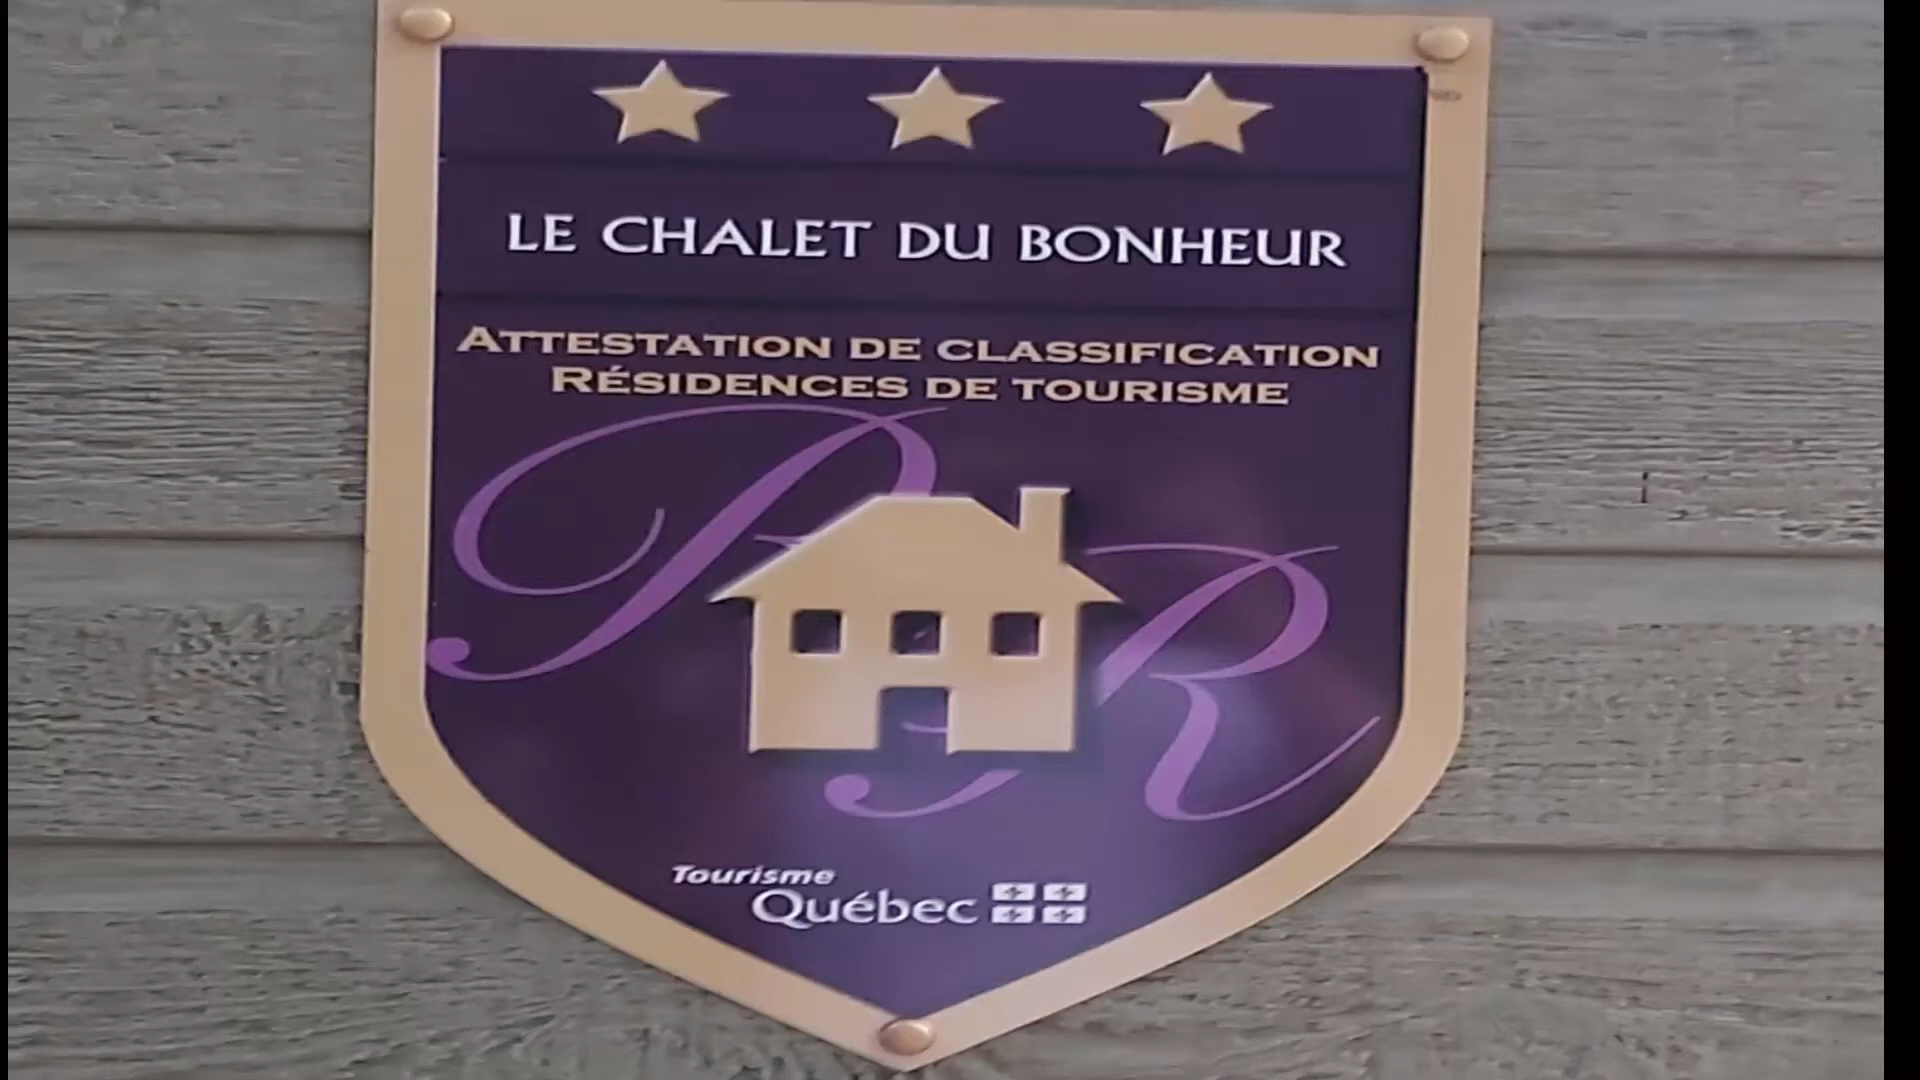 LE CHALET DU BONHEUR
ATTESTATION DE CLASSIFICATION
RÉSIDENCES DE TOURISME
R R
Tourisme
Québec